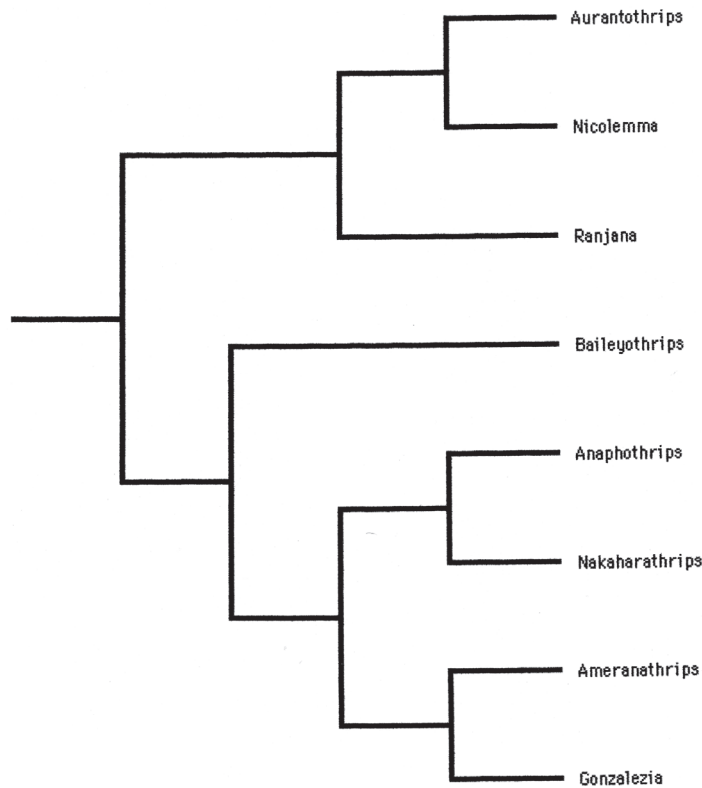 Aurantothrips
Nicolemma
Ranjana
Baileyothrips
Anaphothrips
Nakaharathrips
Ameranathrips
Gonzalezia